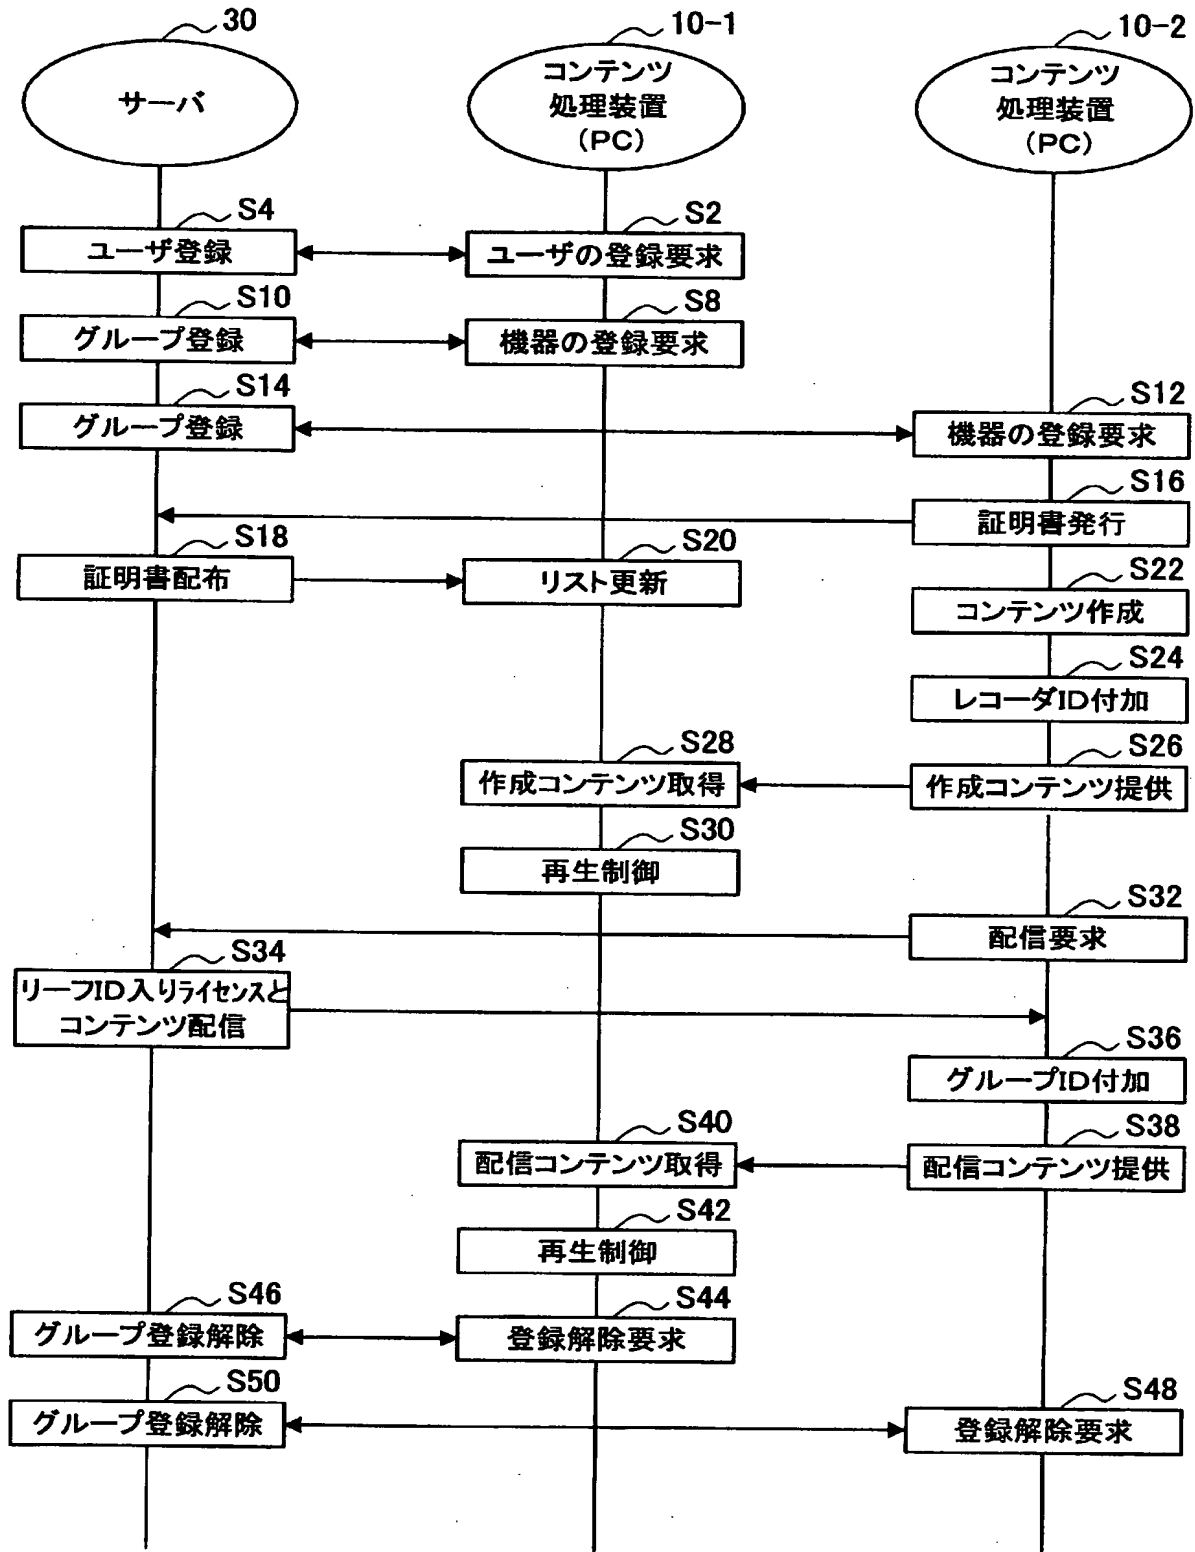 30
サーバ
10-1
コンテンツ
処理装置
(PC)
10-2
コンテンツ
処理装置
(PC)
S4
ユーザ登録
S2
ユーザの登録要求
S10
グループ登録
S8
機器の登録要求
S14
グループ登録
S12
機器の登録要求
S16
証明書発行
S18
証明書配布
S20
リスト更新
S22
コンテンツ作成
S24
レコーダID付加
S28
作成コンテンツ取得
S26
作成コンテンツ提供
S30
再生制御
S32
配信要求
S34
リーフID入りライセンスと
コンテンツ配信
S36
グループID付加
S40
配信コンテンツ取得
S38
配信コンテンツ提供
S42
再生制御
S46
グループ登録解除
S44
登録解除要求
S50
グループ登録解除
S48
登録解除要求